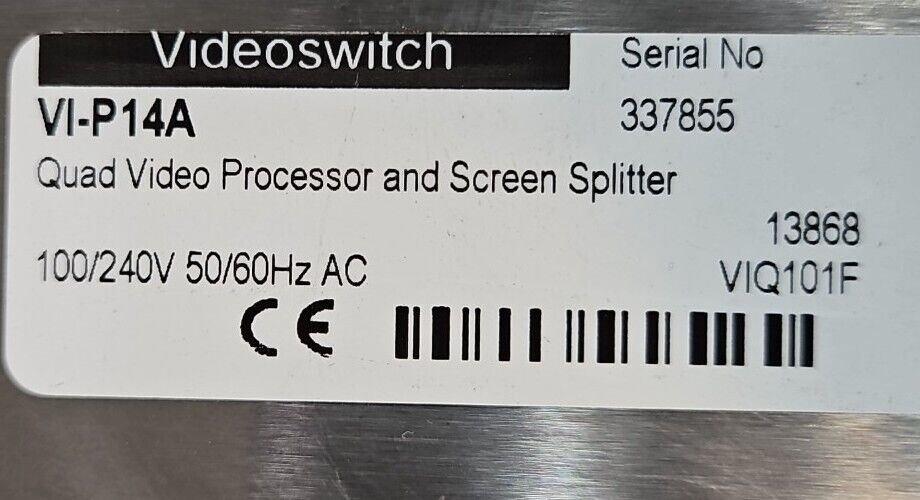 Videoswitch
Serial No
VI-P14A
337855
Quad Video Processor and Screen Splitter
13868
100/240V 50/60Hz AC
VIQ101F
CE